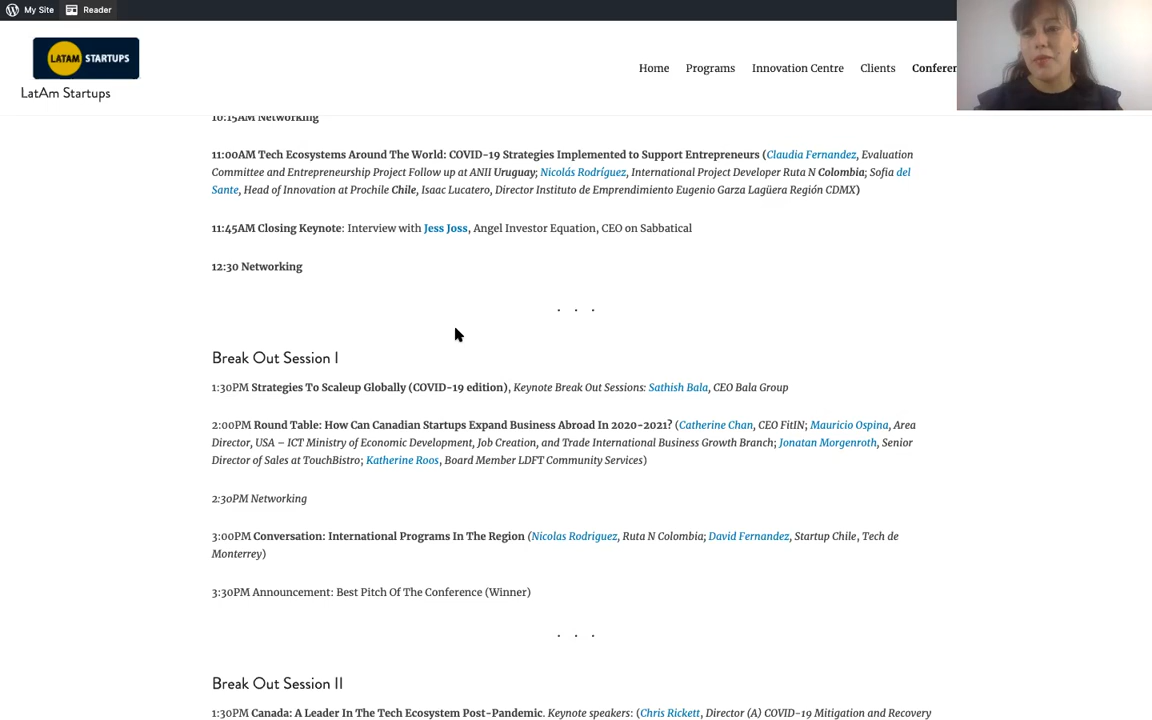 My Site Reader
LATAM STARTUPS
LatAm Startups
Home Programs Innovation Centre Clients Conferen
10:15AM Networking
11:00AM Tech Ecosystems Around The World: COVID-19 Strategies Implemented to Support Entrepreneurs (Claudia Fernandez, Evaluation
Committee and Entrepreneurship Project Follow up at ANII Uruguay; Nicolás Rodríguez, International Project Developer Ruta N Colombia; Sofia del
Sante, Head of Innovation at Prochile Chile, Isaac Lucatero, Director Instituto de Emprendimiento Eugenio Garza Lagüera Región CDMX)
11:45AM Closing Keynote: Interview with Jess Joss, Angel Investor Equation, CEO on Sabbatical
12:30 Networking
. . .
Break Out Session I
1:30PM Strategies To Scaleup Globally (COVID-19 edition), Keynote Break Out Sessions: Sathish Bala, CEO Bala Group
2:00PM Round Table: How Can Canadian Startups Expand Business Abroad In 2020-2021? (Catherine Chan, CEO FitIN; Mauricio Ospina, Area
Director, USA – ICT Ministry of Economic Development, Job Creation, and Trade International Business Growth Branch; Jonatan Morgenroth, Senior
Director of Sales at TouchBistro; Katherine Roos, Board Member LDFT Community Services)
2:30PM Networking
3:00PM Conversation: International Programs In The Region (Nicolas Rodriguez, Ruta N Colombia; David Fernandez, Startup Chile, Tech de
Monterrey)
3:30PM Announcement: Best Pitch Of The Conference (Winner)
. . .
Break Out Session II
1:30PM Canada: A Leader In The Tech Ecosystem Post-Pandemic. Keynote speakers: (Chris Rickett, Director (A) COVID-19 Mitigation and Recovery